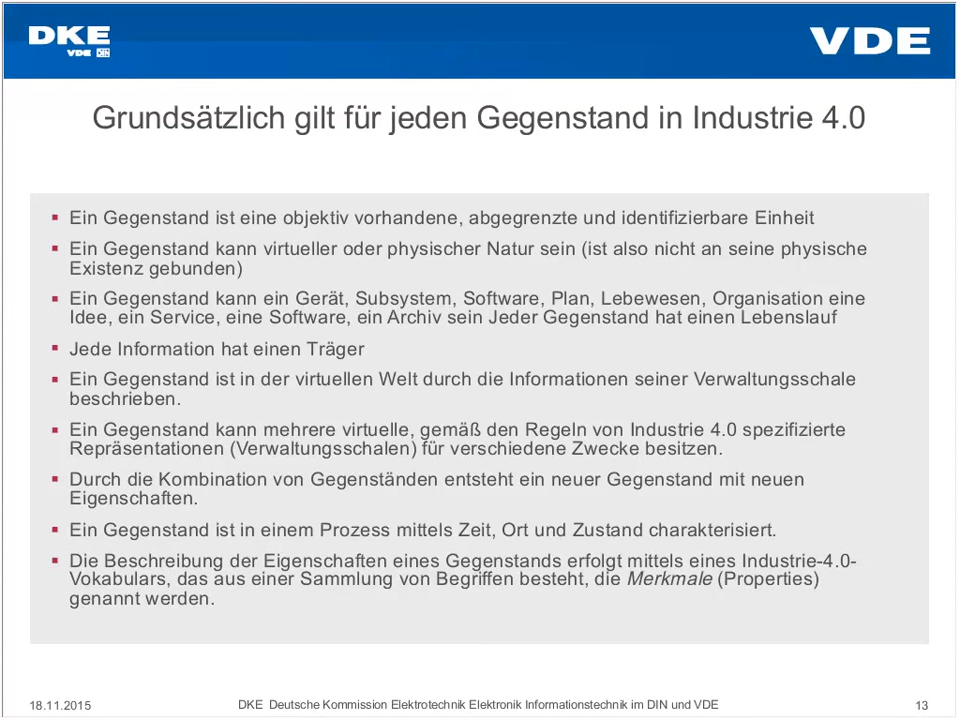 DKE
VDE DIN
VDE
Grundsätzlich gilt für jeden Gegenstand in Industrie 4.0
▪ Ein Gegenstand ist eine objektiv vorhandene, abgegrenzte und identifizierbare Einheit
▪ Ein Gegenstand kann virtueller oder physischer Natur sein (ist also nicht an seine physische
Existenz gebunden)
▪ Ein Gegenstand kann ein Gerät, Subsystem, Software, Plan, Lebewesen, Organisation eine
Idee, ein Service, eine Software, ein Archiv sein Jeder Gegenstand hat einen Lebenslauf
▪ Jede Information hat einen Träger
▪ Ein Gegenstand ist in der virtuellen Welt durch die Informationen seiner Verwaltungsschale
beschrieben.
▪ Ein Gegenstand kann mehrere virtuelle, gemäß den Regeln von Industrie 4.0 spezifizierte
Repräsentationen (Verwaltungsschalen) für verschiedene Zwecke besitzen.
▪ Durch die Kombination von Gegenständen entsteht ein neuer Gegenstand mit neuen
Eigenschaften.
▪ Ein Gegenstand ist in einem Prozess mittels Zeit, Ort und Zustand charakterisiert.
▪ Die Beschreibung der Eigenschaften eines Gegenstands erfolgt mittels eines Industrie-4.0-
Vokabulars, das aus einer Sammlung von Begriffen besteht, die Merkmale (Properties)
genannt werden.
18.11.2015
DKE Deutsche Kommission Elektrotechnik Elektronik Informationstechnik im DIN und VDE
13